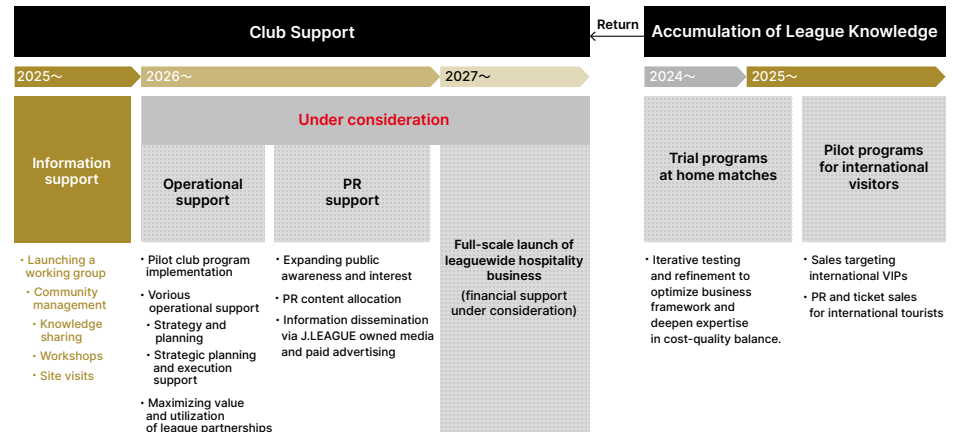 Club Support
Return
Accumulation of League Knowledge
2025～
2026～
2027～
2024～
2025～
Under consideration
Information
support
Operational
support
PR
support
Full-scale launch of
leaguewide hospitality
business
(financial support
under consideration)
Trial programs
at home matches
Pilot programs
for international
visitors
・Launching a
working group
・Community
management
・Knowledge
sharing
・Workshops
・Site visits
・Pilot club program
implementation
・Vorious
operational support
・Strategy and
planning
・Strategic planning
and execution
support
・Maximizing value
and utilization
of league partnerships
・Expanding public
awareness and interest
・PR content allocation
・Information dissemination
via J.LEAGUE owned media
and paid advertising
・Iterative testing
and refinement to
optimize business
framework and
deepen expertise
in cost-quality balance.
・Sales targeting
international VIPs
・PR and ticket sales
for international tourists